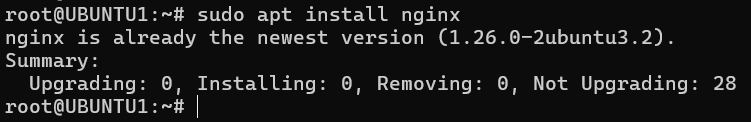 root@UBUNTU1:~# sudo apt install nginx
nginx is already the newest version (1.26.0-2ubuntu3.2).
Summary:
  Upgrading: 0, Installing: 0, Removing: 0, Not Upgrading: 28
root@UBUNTU1:~#